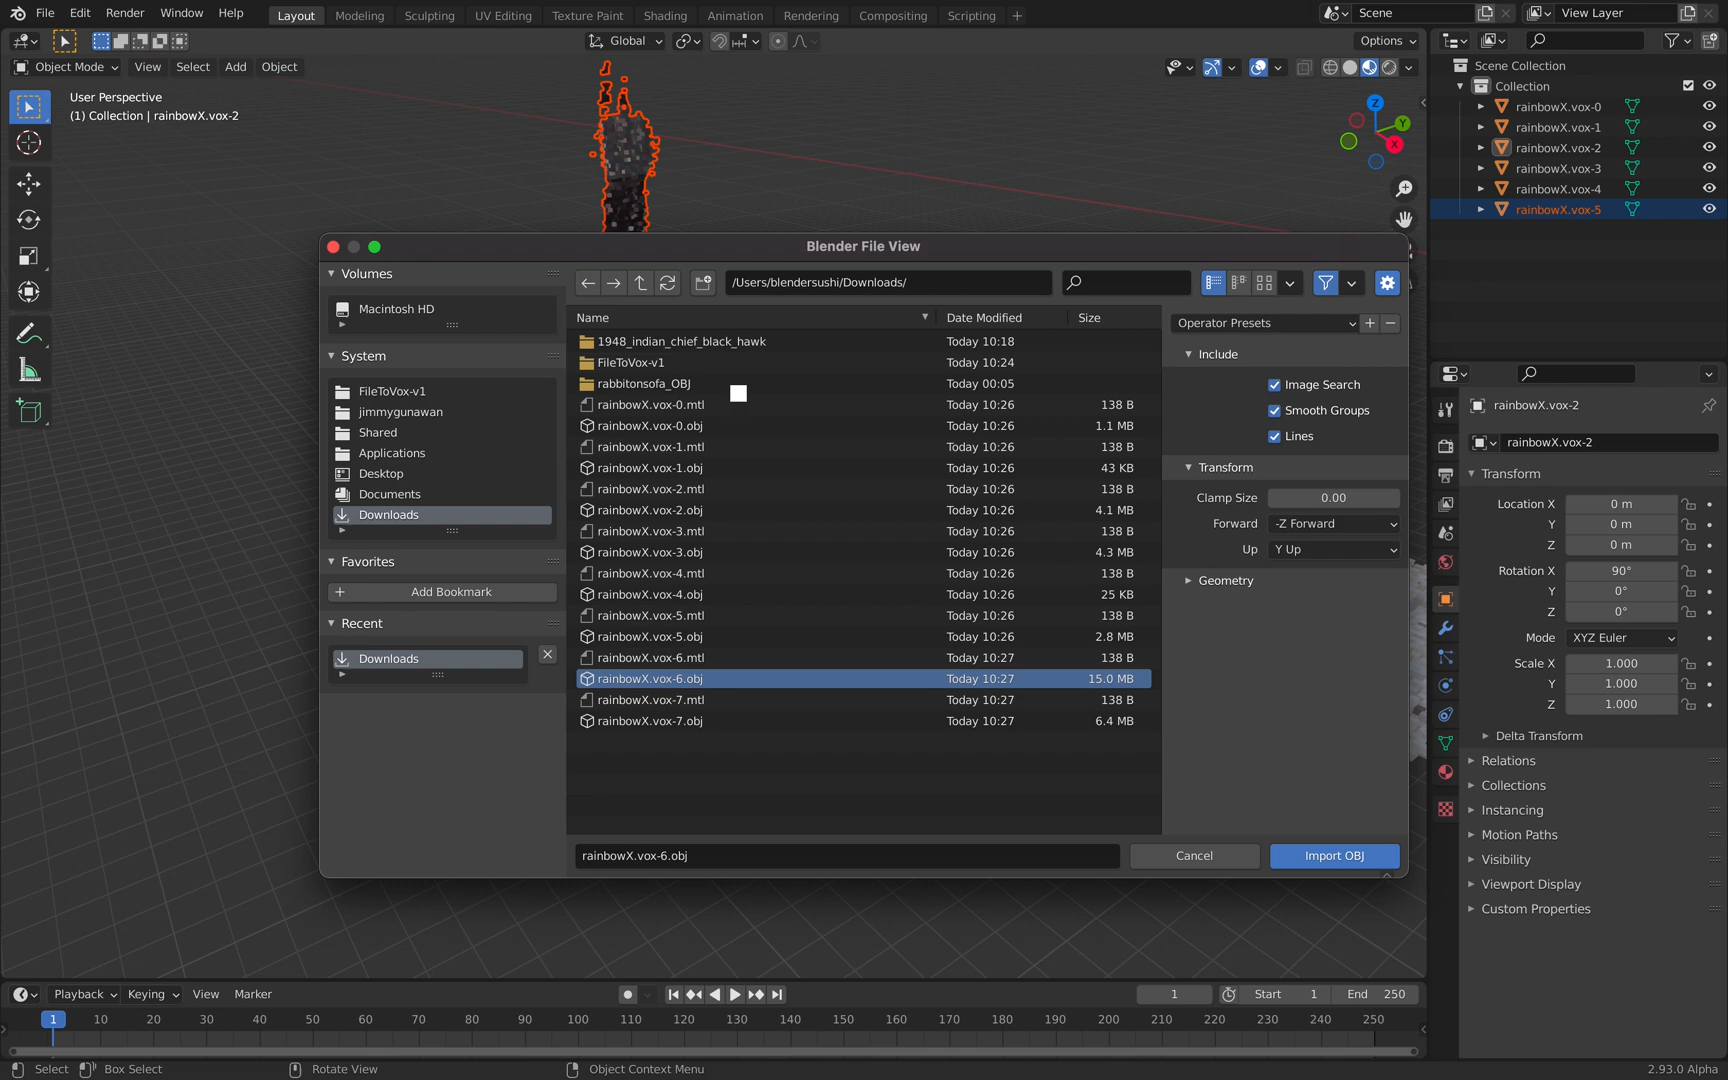 File Edit Render Window Help Layout Modeling Sculpting UV Editing Texture Paint Shading Animation Rendering Compositing Scripting + Scene View Layer
Global Options
Object Mode View Select Add Object
User Perspective
(1) Collection | rainbowX.vox-2
Z
Y
X
Scene Collection
Collection
rainbowX.vox-0
rainbowX.vox-1
rainbowX.vox-2
rainbowX.vox-3
rainbowX.vox-4
rainbowX.vox-5
Blender File View
Volumes
Macintosh HD
System
FileToVox-v1
jimmygunawan
Shared
Applications
Desktop
Documents
Downloads
Favorites
Add Bookmark
Recent
Downloads
/Users/blendersushi/Downloads/
Name Date Modified Size
1948_indian_chief_black_hawk Today 10:18
FileToVox-v1 Today 10:24
rabbitonsofa_OBJ Today 00:05
rainbowX.vox-0.mtl Today 10:26 138 B
rainbowX.vox-0.obj Today 10:26 1.1 MB
rainbowX.vox-1.mtl Today 10:26 138 B
rainbowX.vox-1.obj Today 10:26 43 KB
rainbowX.vox-2.mtl Today 10:26 138 B
rainbowX.vox-2.obj Today 10:26 4.1 MB
rainbowX.vox-3.mtl Today 10:26 138 B
rainbowX.vox-3.obj Today 10:26 4.3 MB
rainbowX.vox-4.mtl Today 10:26 138 B
rainbowX.vox-4.obj Today 10:26 25 KB
rainbowX.vox-5.mtl Today 10:26 138 B
rainbowX.vox-5.obj Today 10:26 2.8 MB
rainbowX.vox-6.mtl Today 10:27 138 B
rainbowX.vox-6.obj Today 10:27 15.0 MB
rainbowX.vox-7.mtl Today 10:27 138 B
rainbowX.vox-7.obj Today 10:27 6.4 MB
Operator Presets
Include
Image Search
Smooth Groups
Lines
Transform
Clamp Size 0.00
Forward -Z Forward
Up Y Up
Geometry
rainbowX.vox-6.obj Cancel Import OBJ
rainbowX.vox-2
rainbowX.vox-2
Transform
Location X 0 m
Y 0 m
Z 0 m
Rotation X 90°
Y 0°
Z 0°
Mode XYZ Euler
Scale X 1.000
Y 1.000
Z 1.000
Delta Transform
Relations
Collections
Instancing
Motion Paths
Visibility
Viewport Display
Custom Properties
Playback Keying View Marker 1 Start 1 End 250
1 10 20 30 40 50 60 70 80 90 100 110 120 130 140 150 160 170 180 190 200 210 220 230 240 250
Select Box Select Rotate View Object Context Menu 2.93.0 Alpha